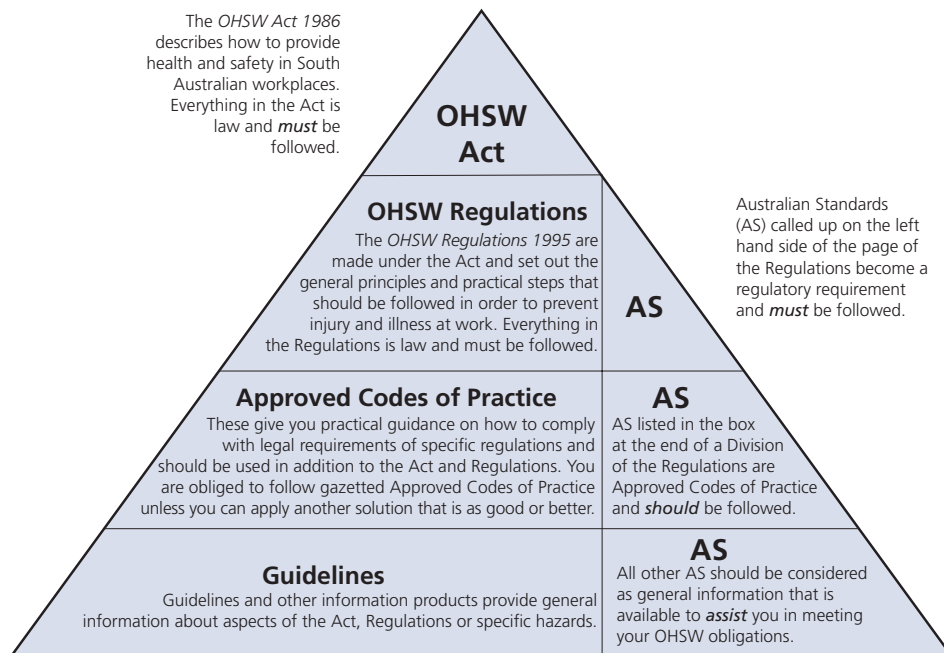 The OHSW Act 1986
describes how to provide
health and safety in South
Australian workplaces.
Everything in the Act is
law and must be
followed.
OHSW
Act
OHSW Regulations
The OHSW Regulations 1995 are
made under the Act and set out the
general principles and practical steps that
should be followed in order to prevent
injury and illness at work. Everything in
the Regulations is law and must be followed.
AS
Australian Standards
(AS) called up on the left
hand side of the page of
the Regulations become a
regulatory requirement
and must be followed.
Approved Codes of Practice
These give you practical guidance on how to comply
with legal requirements of specific regulations and
should be used in addition to the Act and Regulations. You
are obliged to follow gazetted Approved Codes of Practice
unless you can apply another solution that is as good or better.
AS
AS listed in the box
at the end of a Division
of the Regulations are
Approved Codes of Practice
and should be followed.
Guidelines
Guidelines and other information products provide general
information about aspects of the Act, Regulations or specific hazards.
AS
All other AS should be considered
as general information that is
available to assist you in meeting
your OHSW obligations.